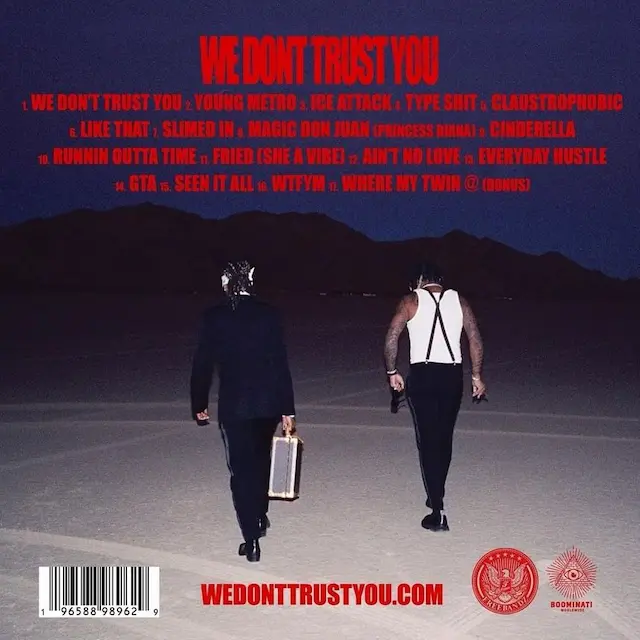 WE DONT TRUST YOU
1. WE DON'T TRUST YOU 2. YOUNG METRO 3. ICE ATTACK 4. TYPE SHIT 5. CLAUSTROPHOBIC
6. LIKE THAT 7. SLIMED IN 8. MAGIC DON JUAN (PRINCESS DIANA) 9. CINDERELLA
10. RUNNIN OUTTA TIME 11. FRIED (SHE A VIBE) 12. AIN'T NO LOVE 13. EVERYDAY HUSTLE
14. GTA 15. SEEN IT ALL 16. WTFYM 17. WHERE MY TWIN @ (BONUS)
1 96588 98962 9
WEDONTTRUSTYOU.COM
FREEBANDZ
BOOMINATI
WORLDWIDE